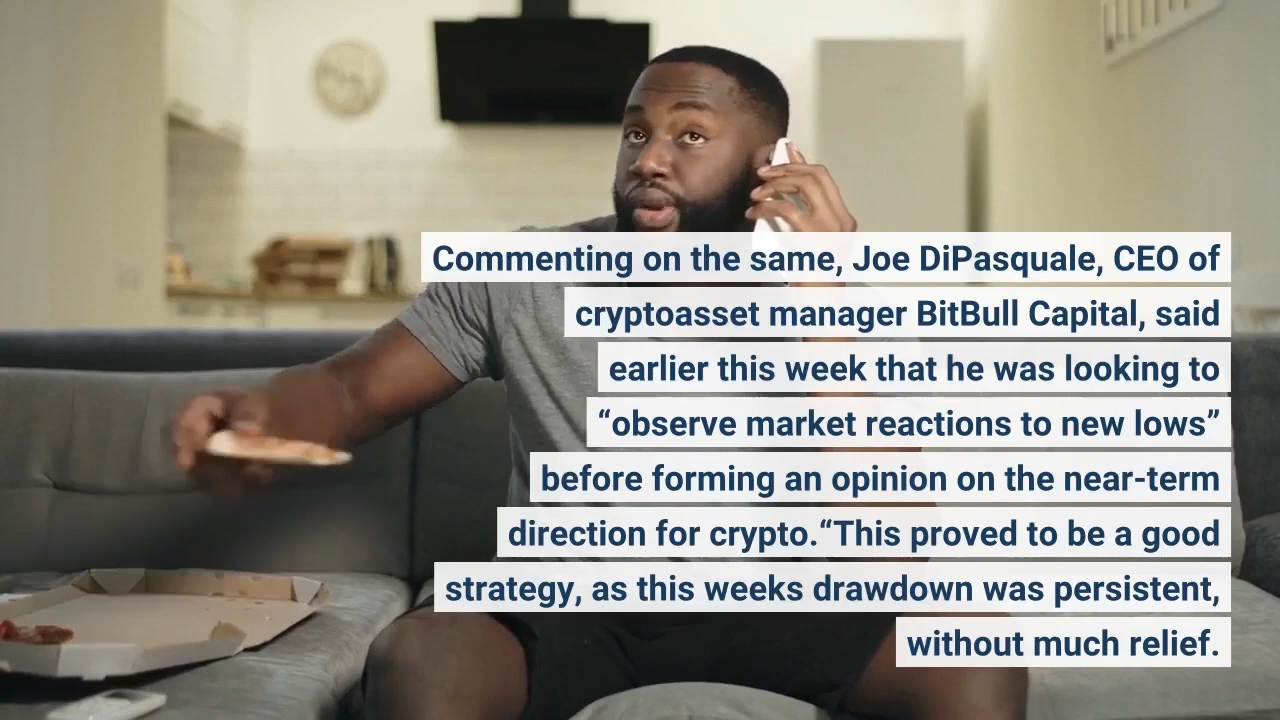 Commenting on the same, Joe DiPasquale, CEO of
cryptoasset manager BitBull Capital, said
earlier this week that he was looking to
“observe market reactions to new lows”
before forming an opinion on the near-term
direction for crypto.“This proved to be a good
strategy, as this weeks drawdown was persistent,
without much relief.